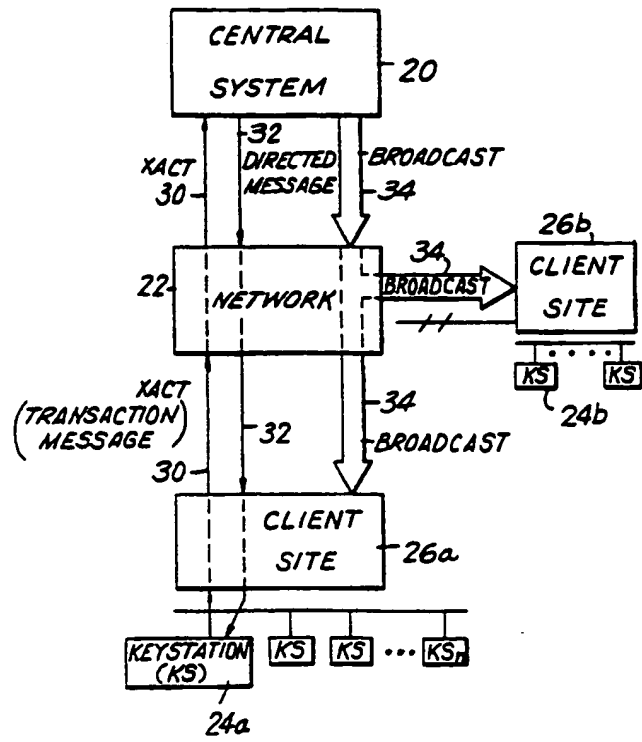 CENTRAL
SYSTEM
20
32
XACT
30
DIRECTED
MESSAGE
BROADCAST
34
26b
22
NETWORK
34
BROADCAST
CLIENT
SITE
KS
KS
24b
XACT
(TRANSACTION
MESSAGE)
30
32
34
BROADCAST
CLIENT
SITE
26a
KEYSTATION
(KS)
KS
KS
KSn
24a